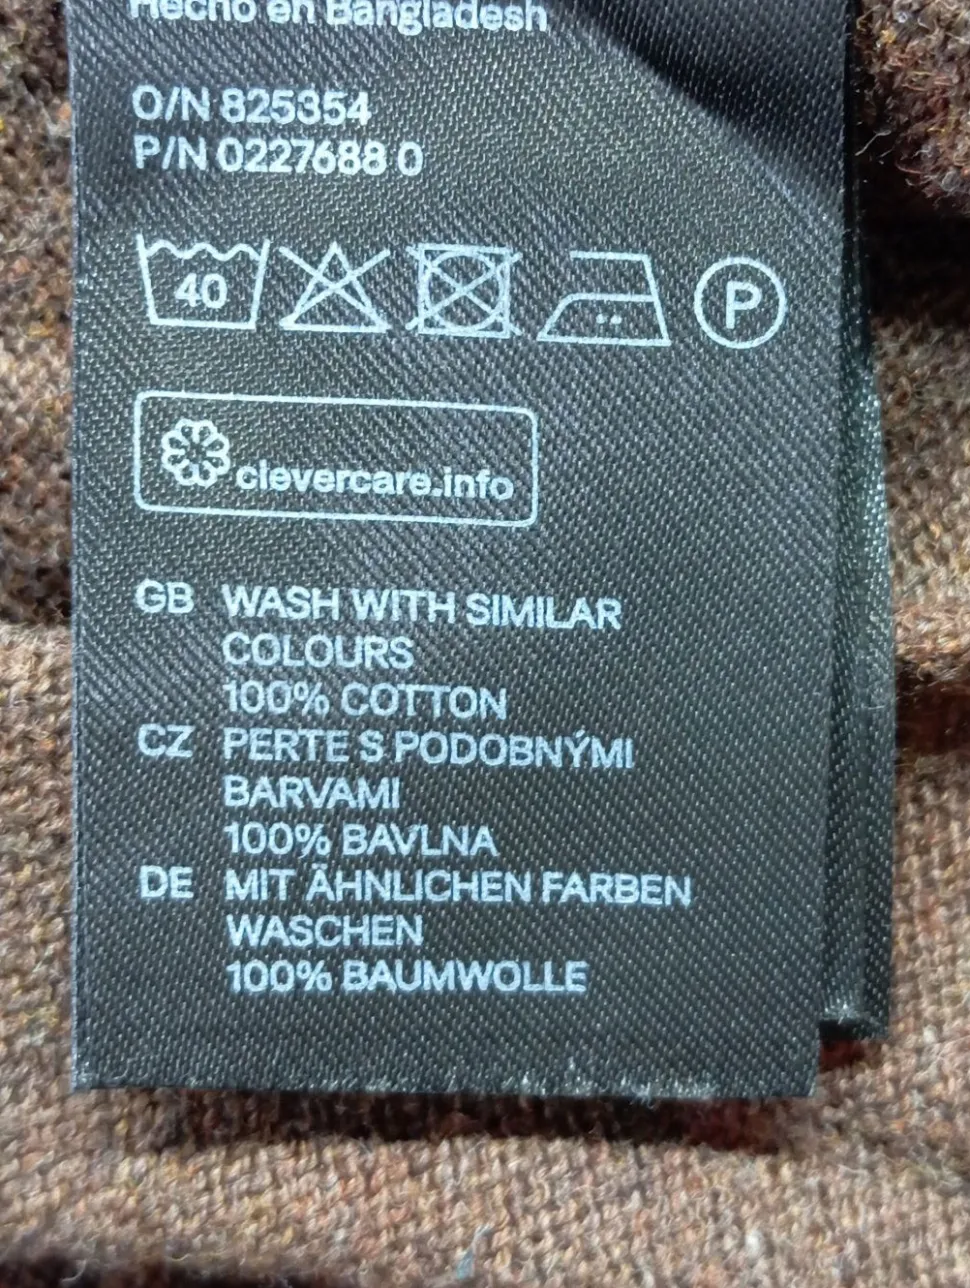 Hecho en Bangladesh
O/N 825354
P/N 0227688 0
40
P
clevercare.info
GB WASH WITH SIMILAR
COLOURS
100% COTTON
CZ PERTE S PODOBNÝMI
BARVAMI
100% BAVLNA
DE MIT ÄHNLICHEN FARBEN
WASCHEN
100% BAUMWOLLE